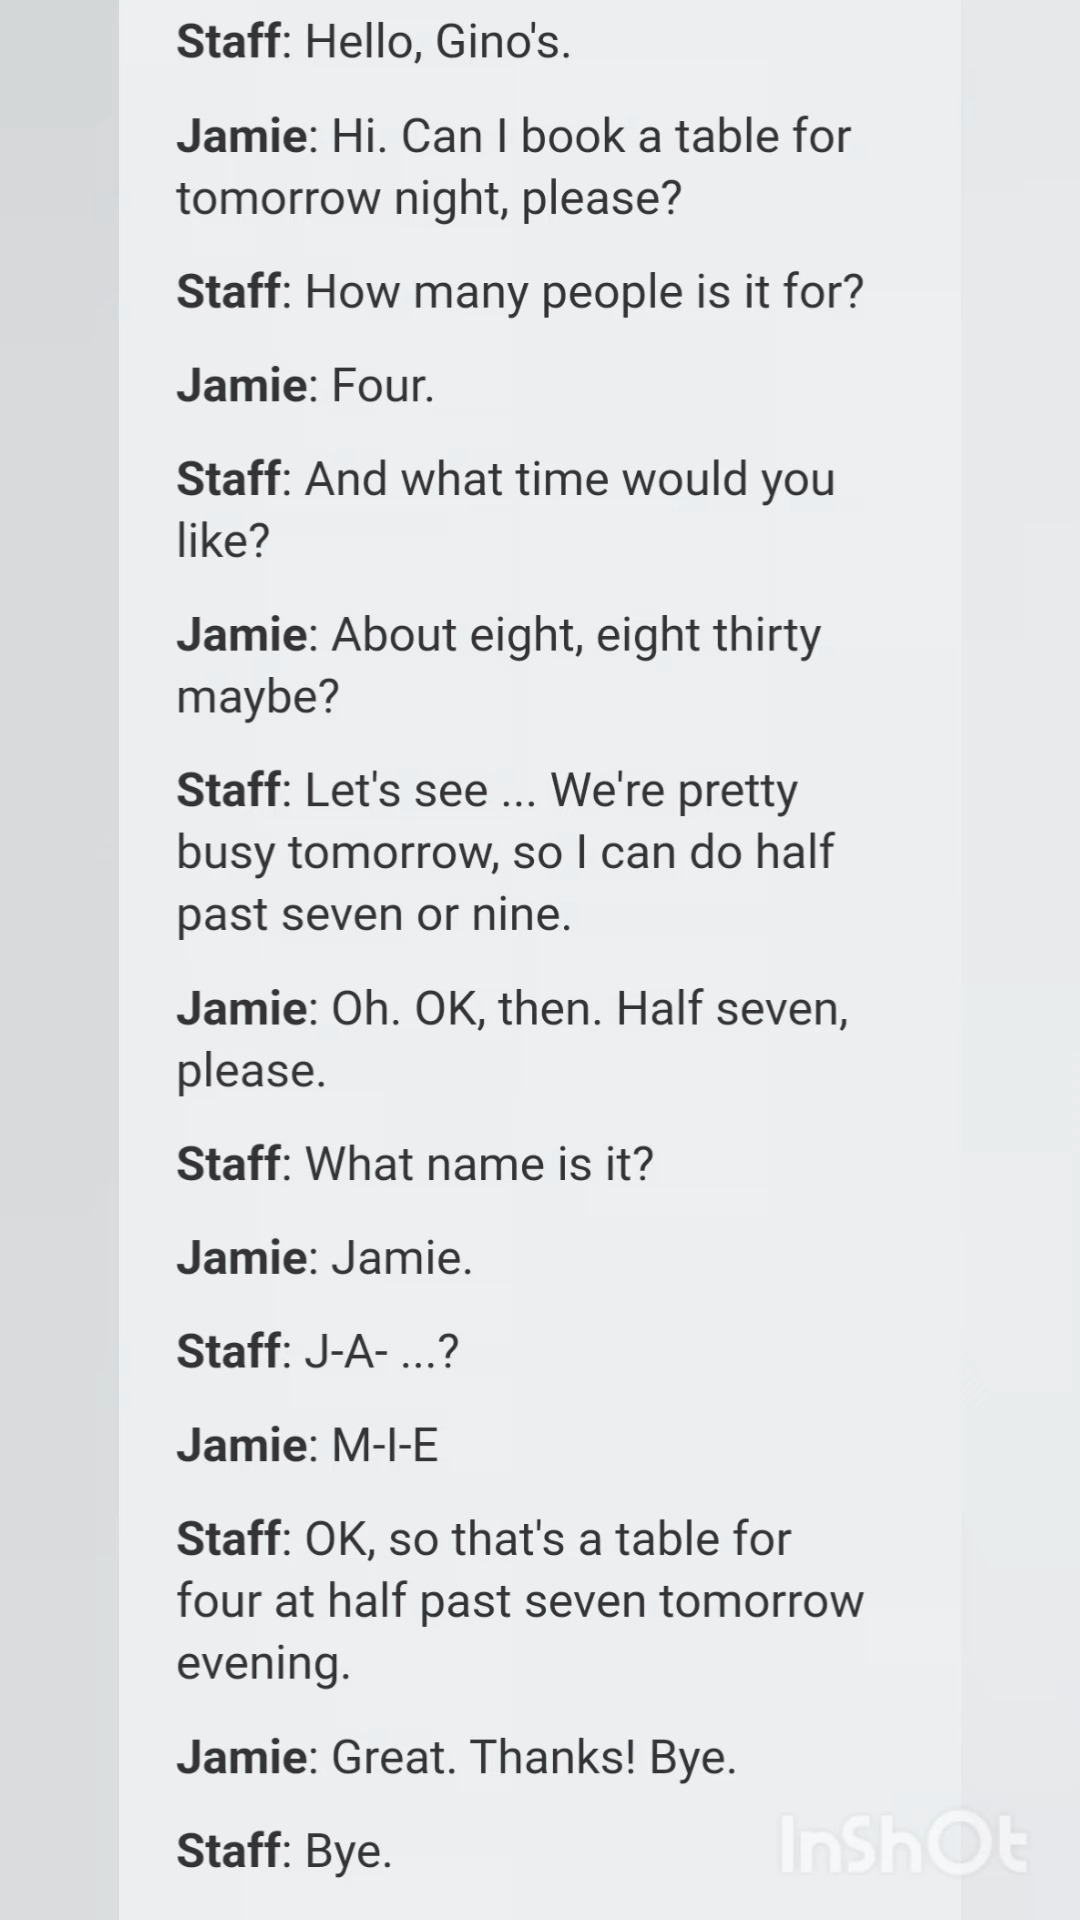 Staff: Hello, Gino's.
Jamie: Hi. Can I book a table for
tomorrow night, please?
Staff: How many people is it for?
Jamie: Four.
Staff: And what time would you
like?
Jamie: About eight, eight thirty
maybe?
Staff: Let's see ... We're pretty
busy tomorrow, so I can do half
past seven or nine.
Jamie: Oh. OK, then. Half seven,
please.
Staff: What name is it?
Jamie: Jamie.
Staff: J-A- ...?
Jamie: M-I-E
Staff: OK, so that's a table for
four at half past seven tomorrow
evening.
Jamie: Great. Thanks! Bye.
Staff: Bye.
InShOt